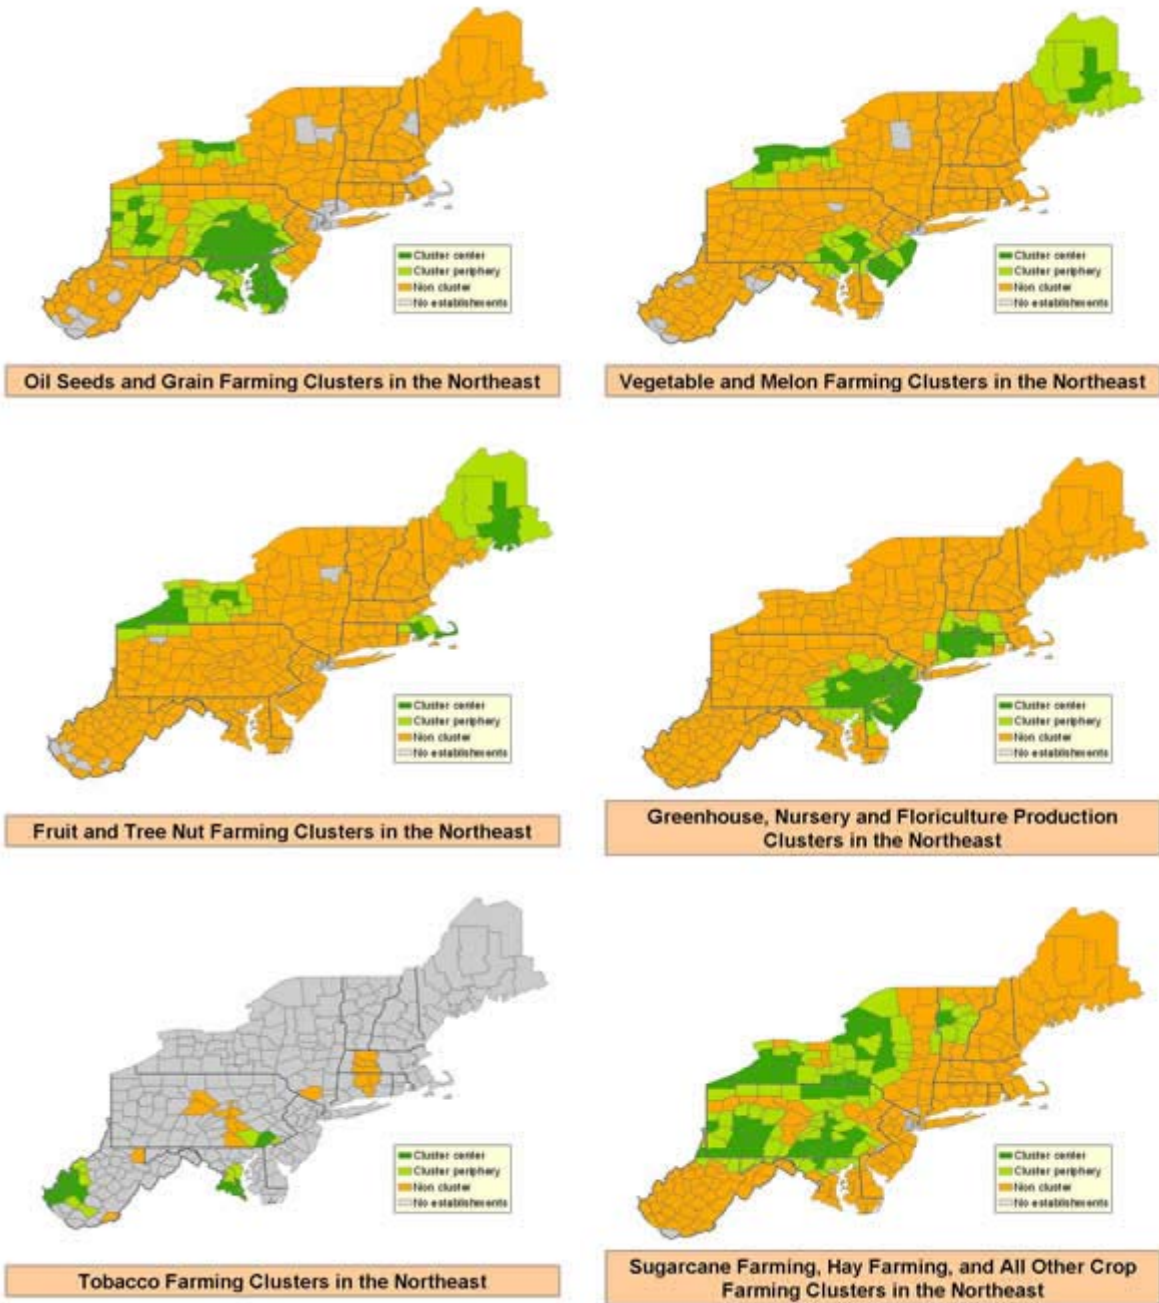 Cluster center
Cluster periphery
Non cluster
No establishments
Oil Seeds and Grain Farming Clusters in the Northeast
Cluster center
Cluster periphery
Non cluster
No establishments
Vegetable and Melon Farming Clusters in the Northeast
Cluster center
Cluster periphery
Non cluster
No establishments
Fruit and Tree Nut Farming Clusters in the Northeast
Cluster center
Cluster periphery
Non cluster
No establishments
Greenhouse, Nursery and Floriculture Production
Clusters in the Northeast
Cluster center
Cluster periphery
Non cluster
No establishments
Tobacco Farming Clusters in the Northeast
Cluster center
Cluster periphery
Non cluster
No establishments
Sugarcane Farming, Hay Farming, and All Other Crop
Farming Clusters in the Northeast